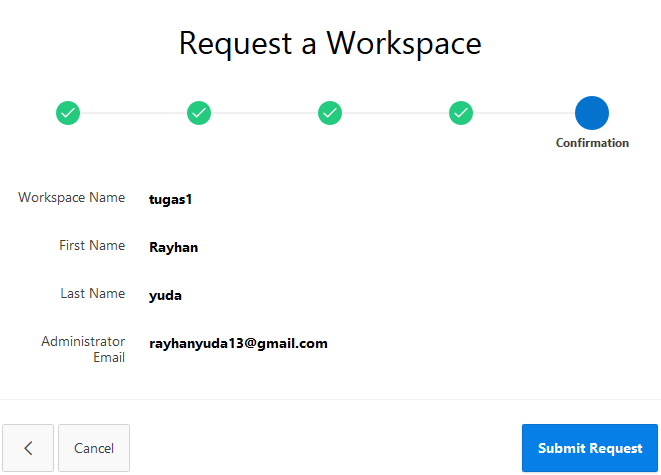 Request a Workspace
Confirmation
Workspace Name tugas1
First Name Rayhan
Last Name yuda
Administrator
Email rayhanyuda13@gmail.com
Cancel Submit Request